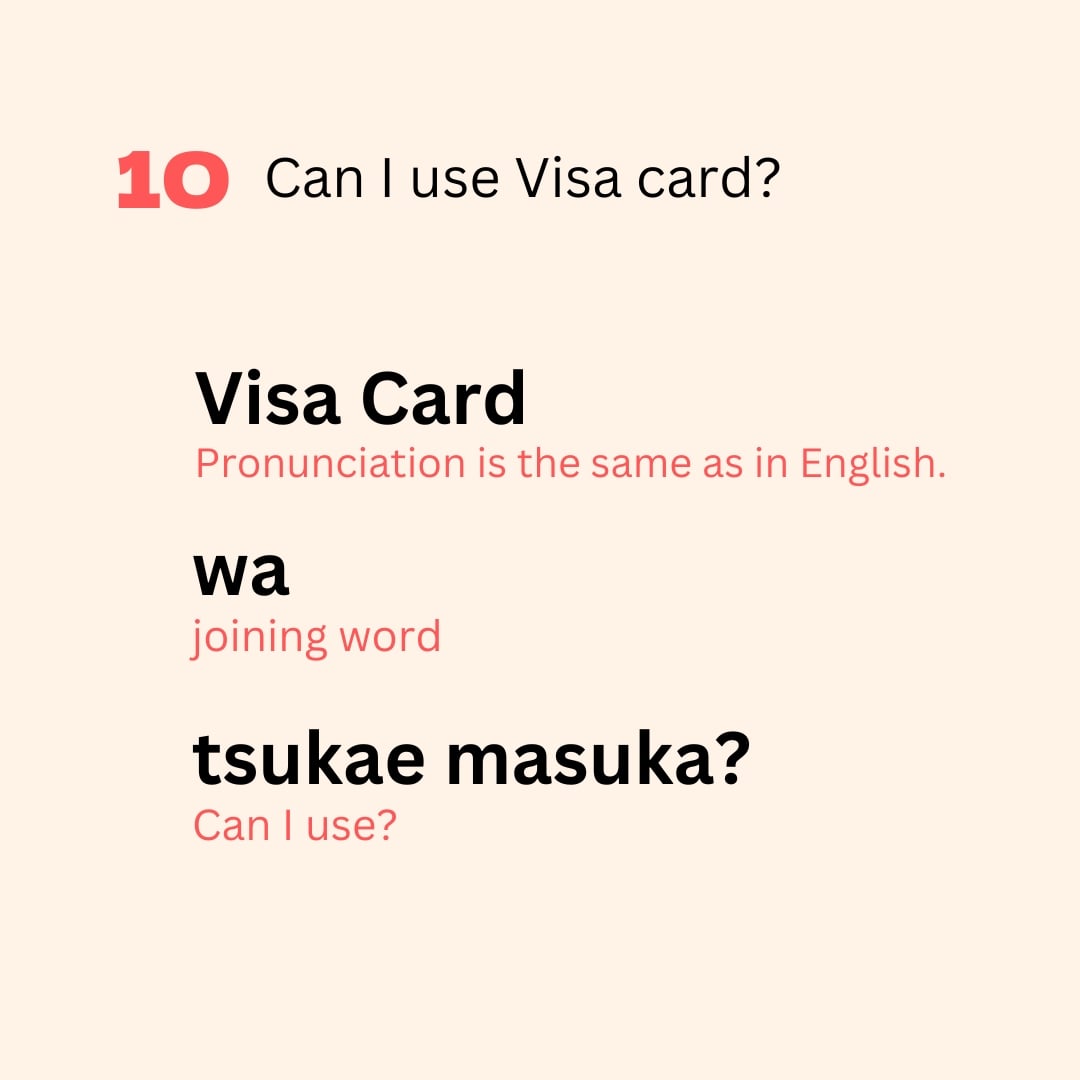 10 Can I use Visa card?
Visa Card
Pronunciation is the same as in English.
wa
joining word
tsukae masuka?
Can I use?